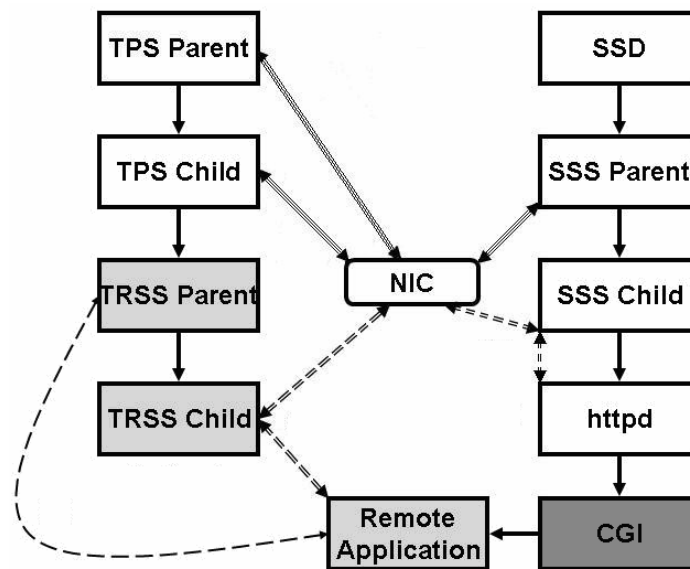 TPS Parent
SSD
TPS Child
SSS Parent
TRSS Parent
NIC
SSS Child
TRSS Child
httpd
Remote
Application
CGI